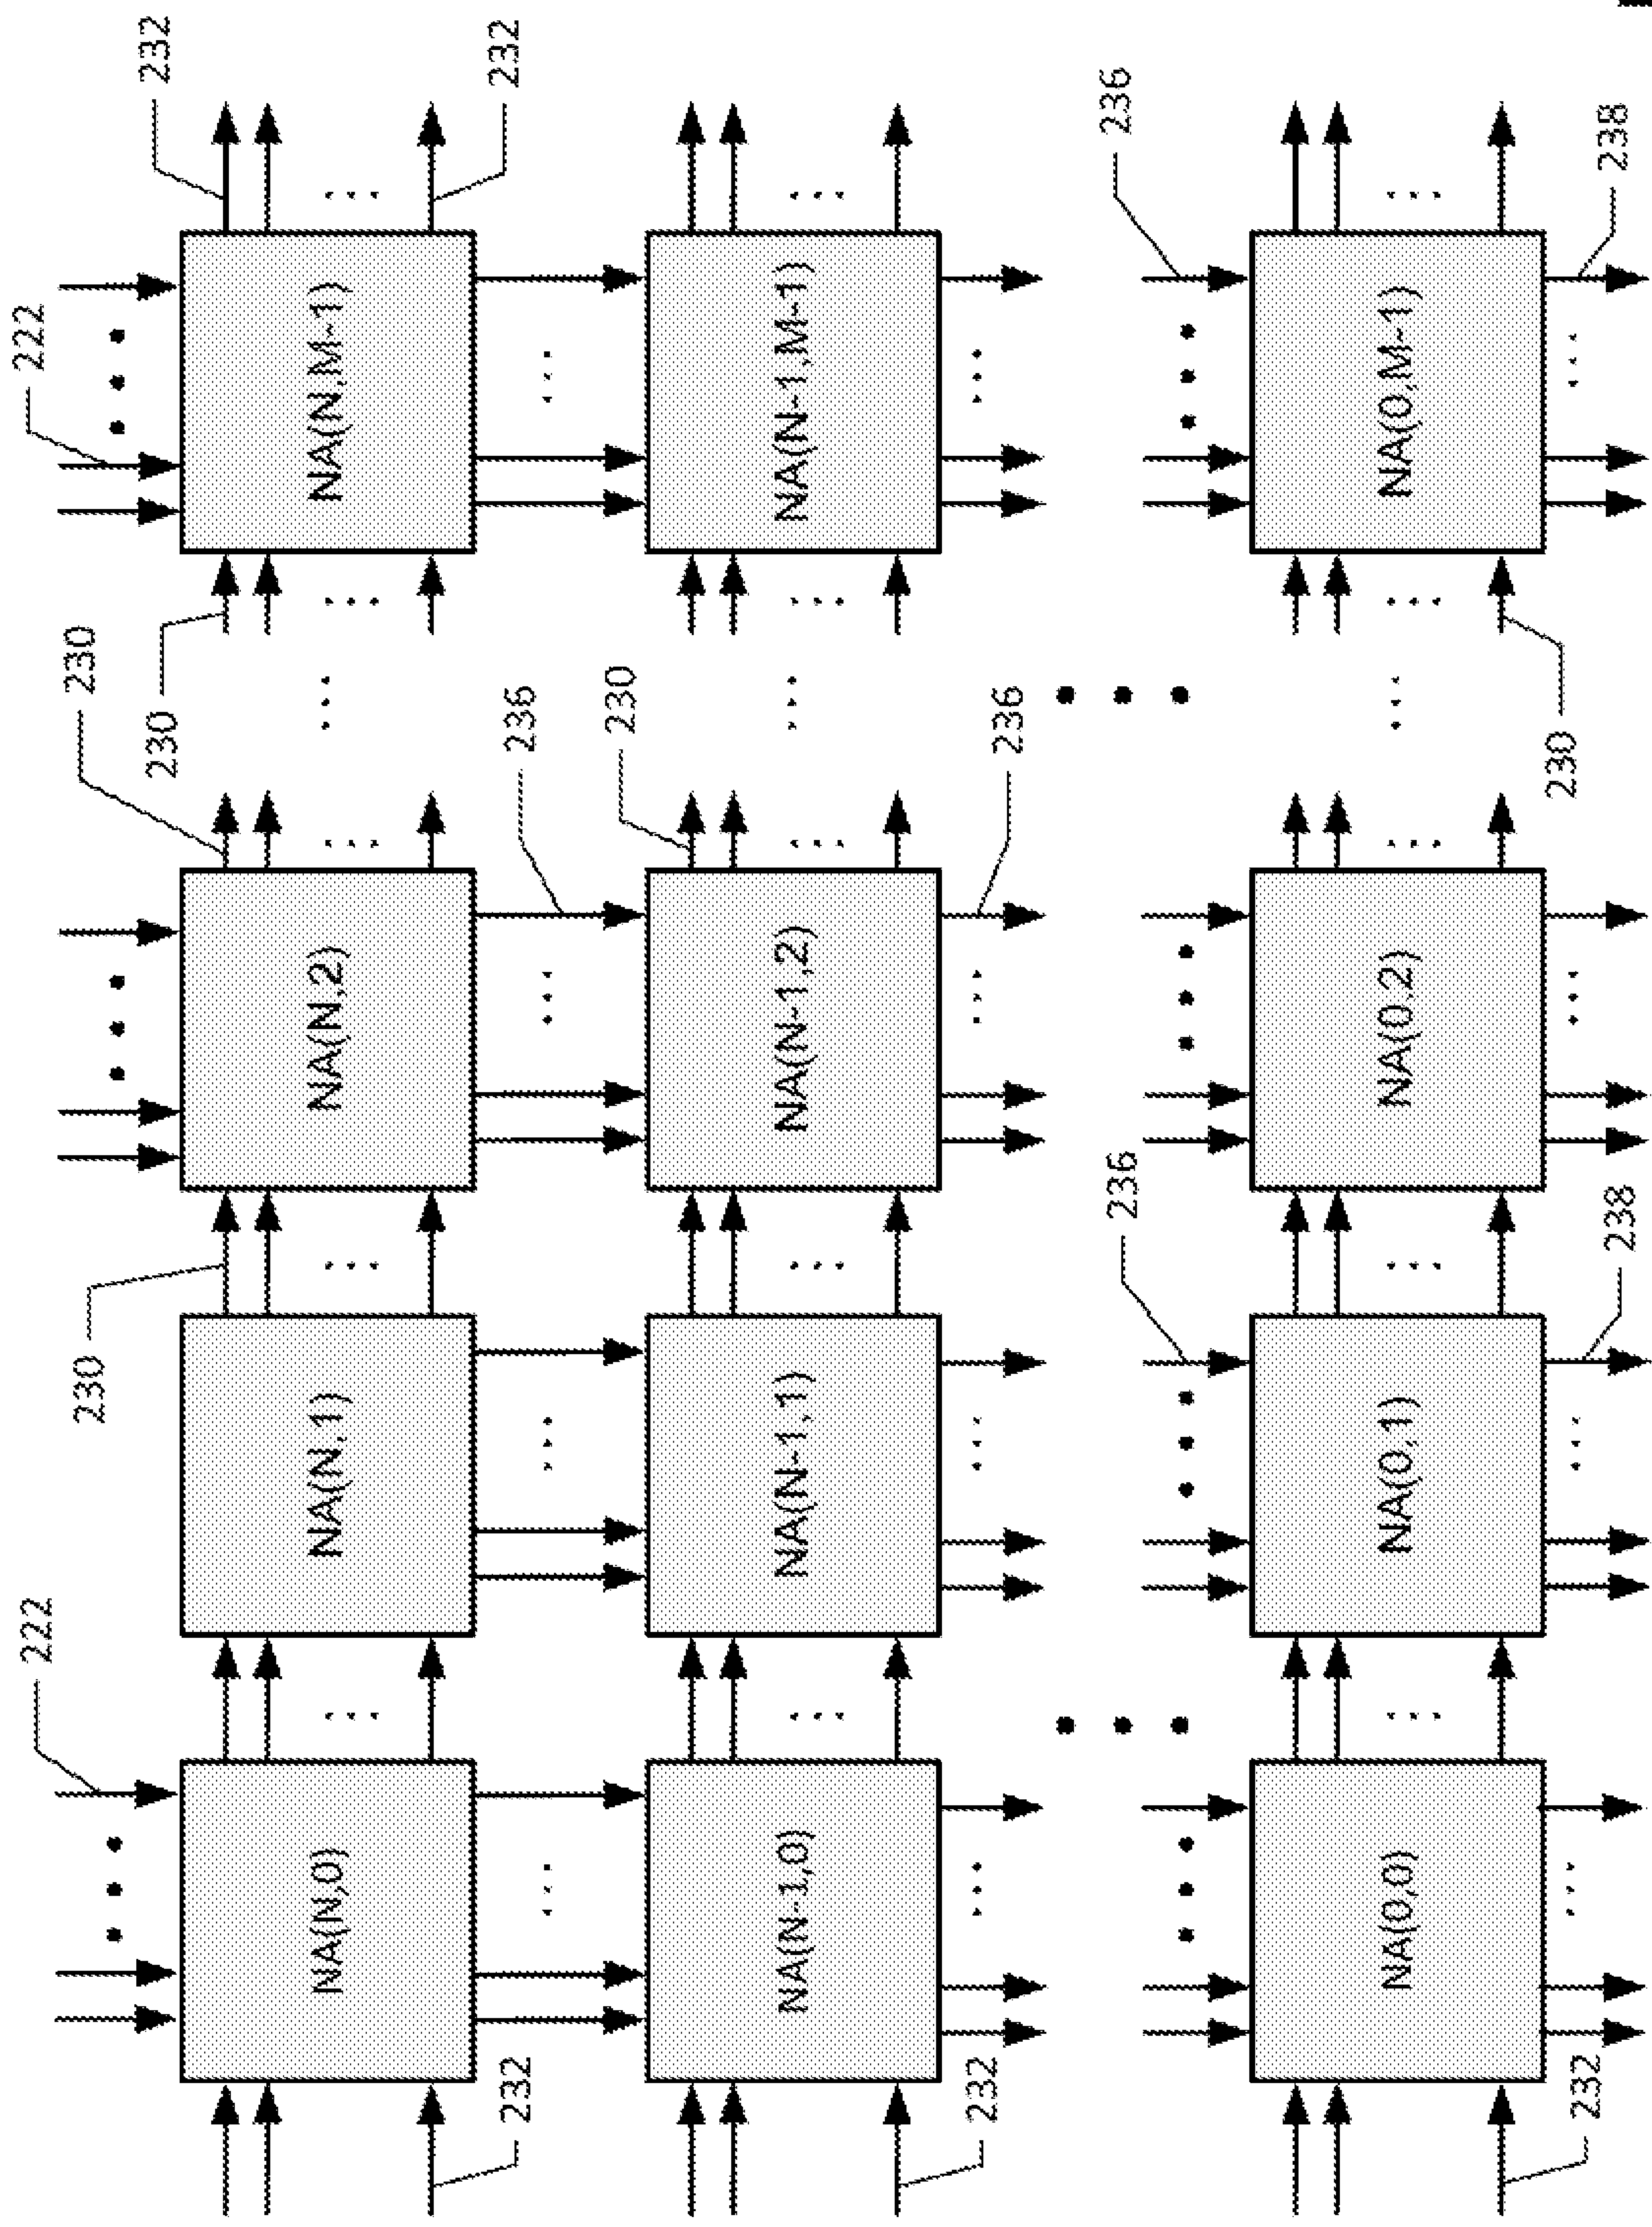 222
222
230
230
230
232
NA(N,0)
NA(N,1)
NA(N,2)
NA(N,M-1)
232
236
232
230
NA(N-1,0)
NA(N-1,1)
NA(N-1,2)
NA(N-1,M-1)
232
236
236
236
NA(0,0)
NA(0,1)
NA(0,2)
NA(0,M-1)
232
238
230
238